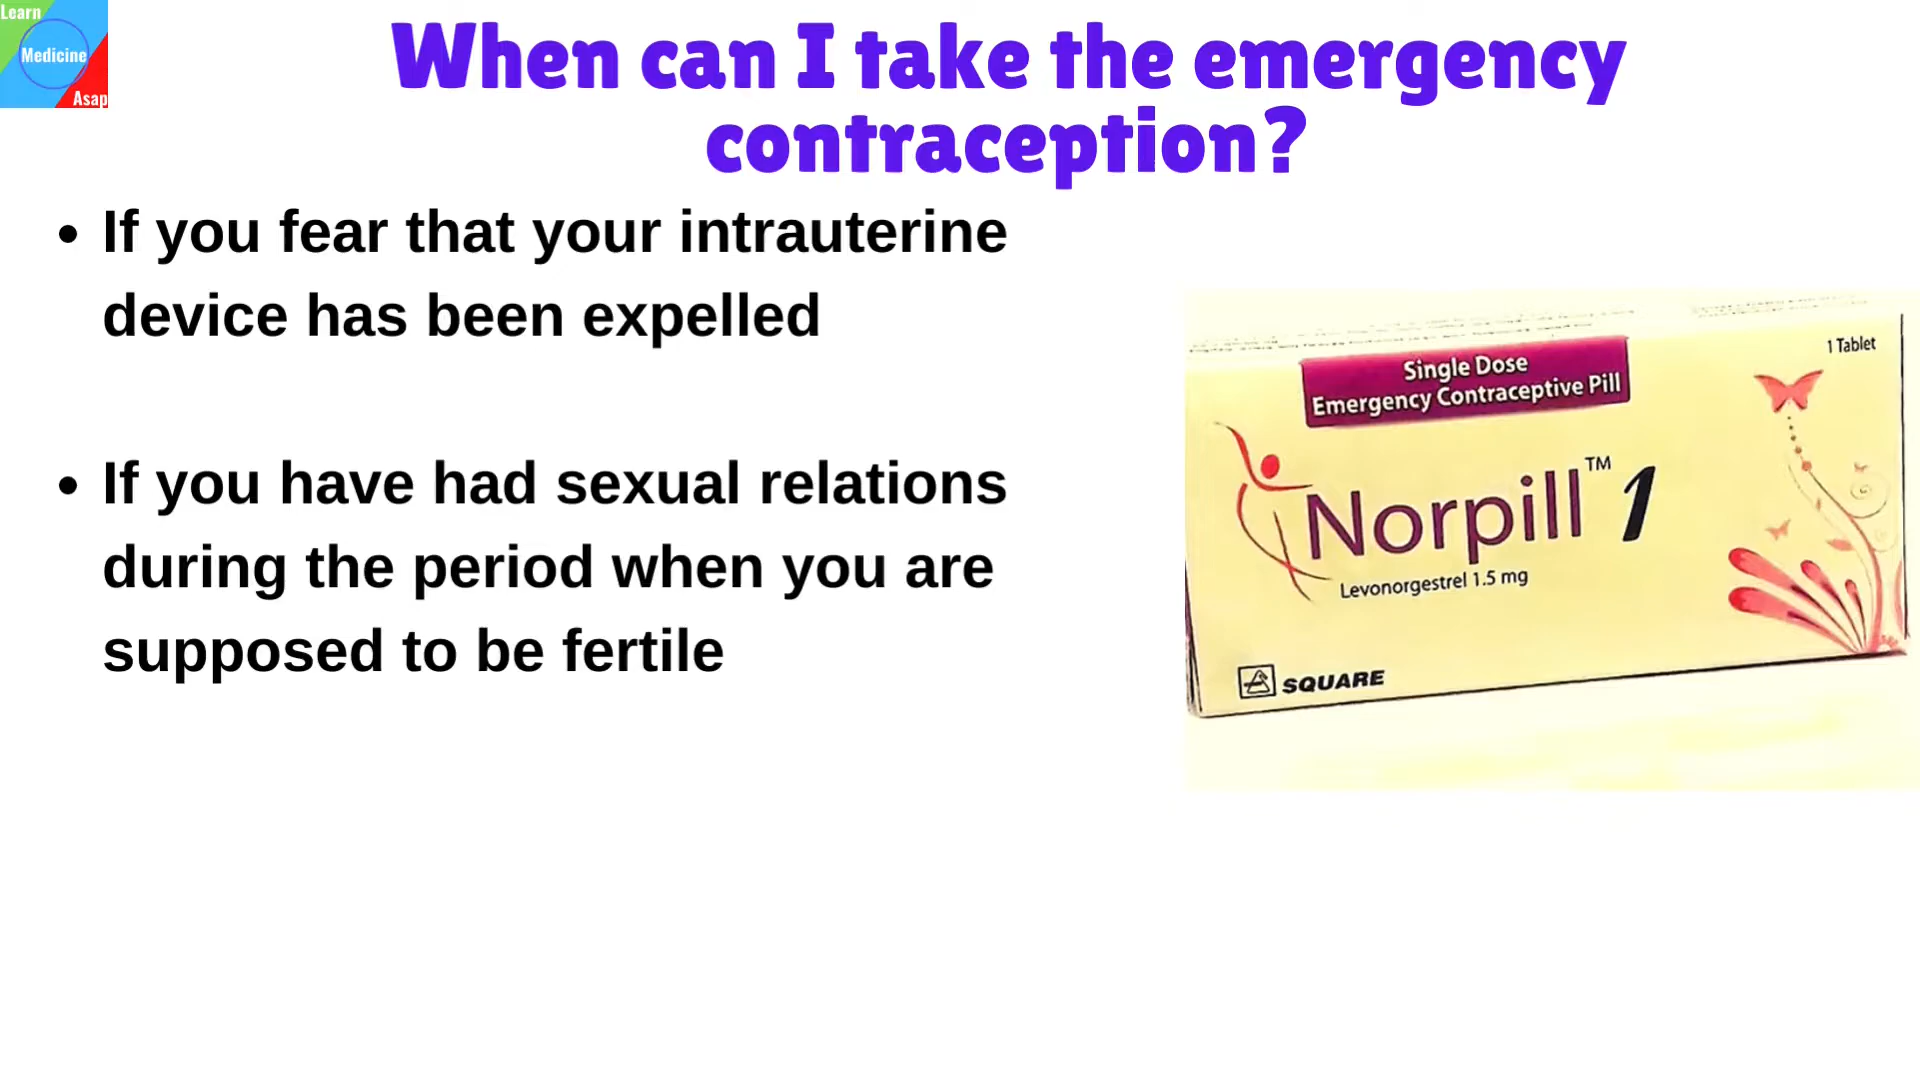 Learn
Medicine
Asap
When can I take the emergency
contraception?
• If you fear that your intrauterine
device has been expelled
• If you have had sexual relations
during the period when you are
supposed to be fertile
1 Tablet
Single Dose
Emergency Contraceptive Pill
Norpill™ 1
Levonorgestrel 1.5 mg
SQUARE